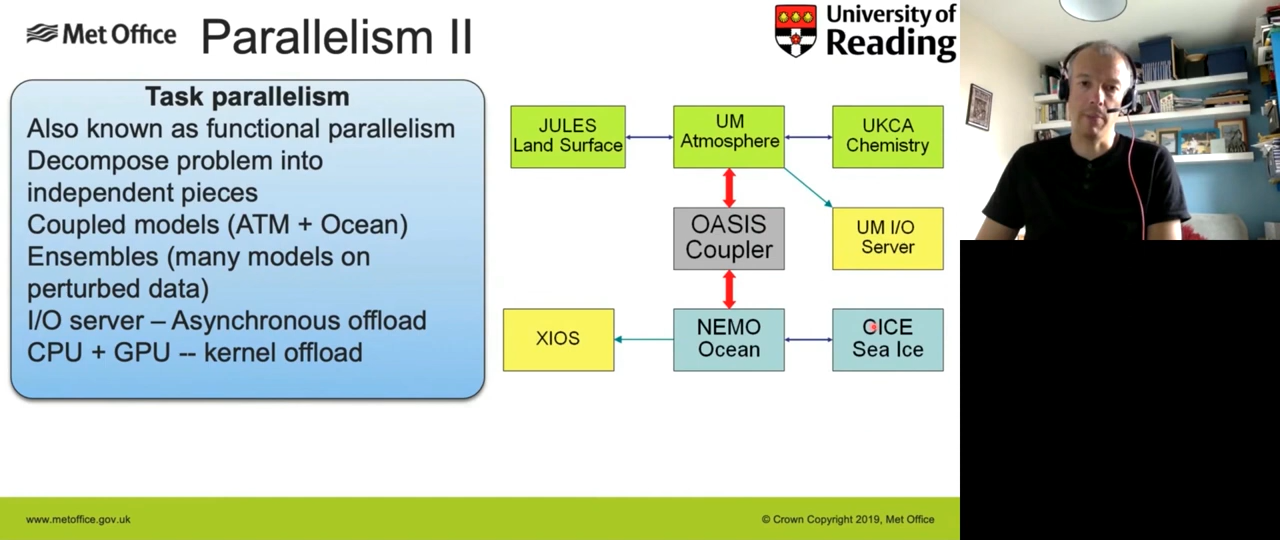 Met Office
Parallelism II
University of
Reading
Task parallelism
Also known as functional parallelism
Decompose problem into
independent pieces
Coupled models (ATM + Ocean)
Ensembles (many models on
perturbed data)
I/O server – Asynchronous offload
CPU + GPU -- kernel offload
JULES
Land Surface
UM
Atmosphere
UKCA
Chemistry
OASIS
Coupler
UM I/O
Server
XIOS
NEMO
Ocean
CICE
Sea Ice
www.metoffice.gov.uk
© Crown Copyright 2019, Met Office